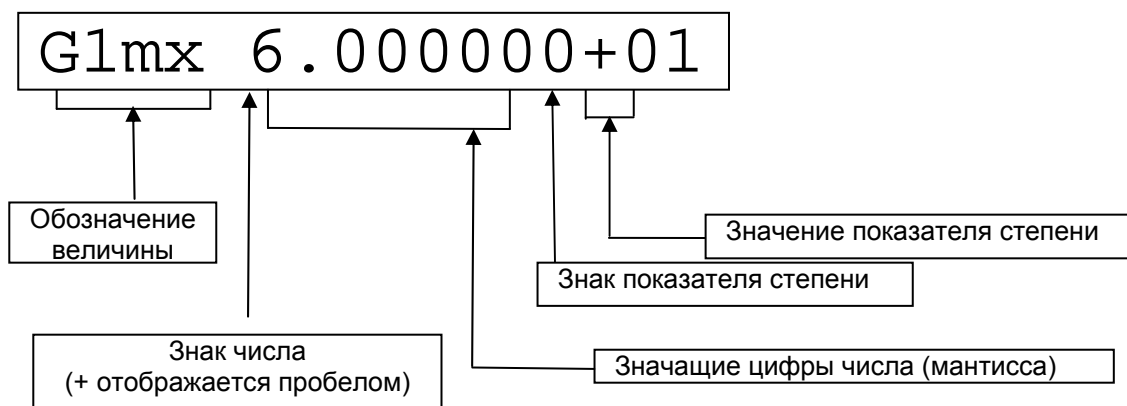 G1mx 6.000000+01
Обозначение
величины
Значение показателя степени
Знак показателя степени
Знак числа
(+ отображается пробелом)
Значащие цифры числа (мантисса)